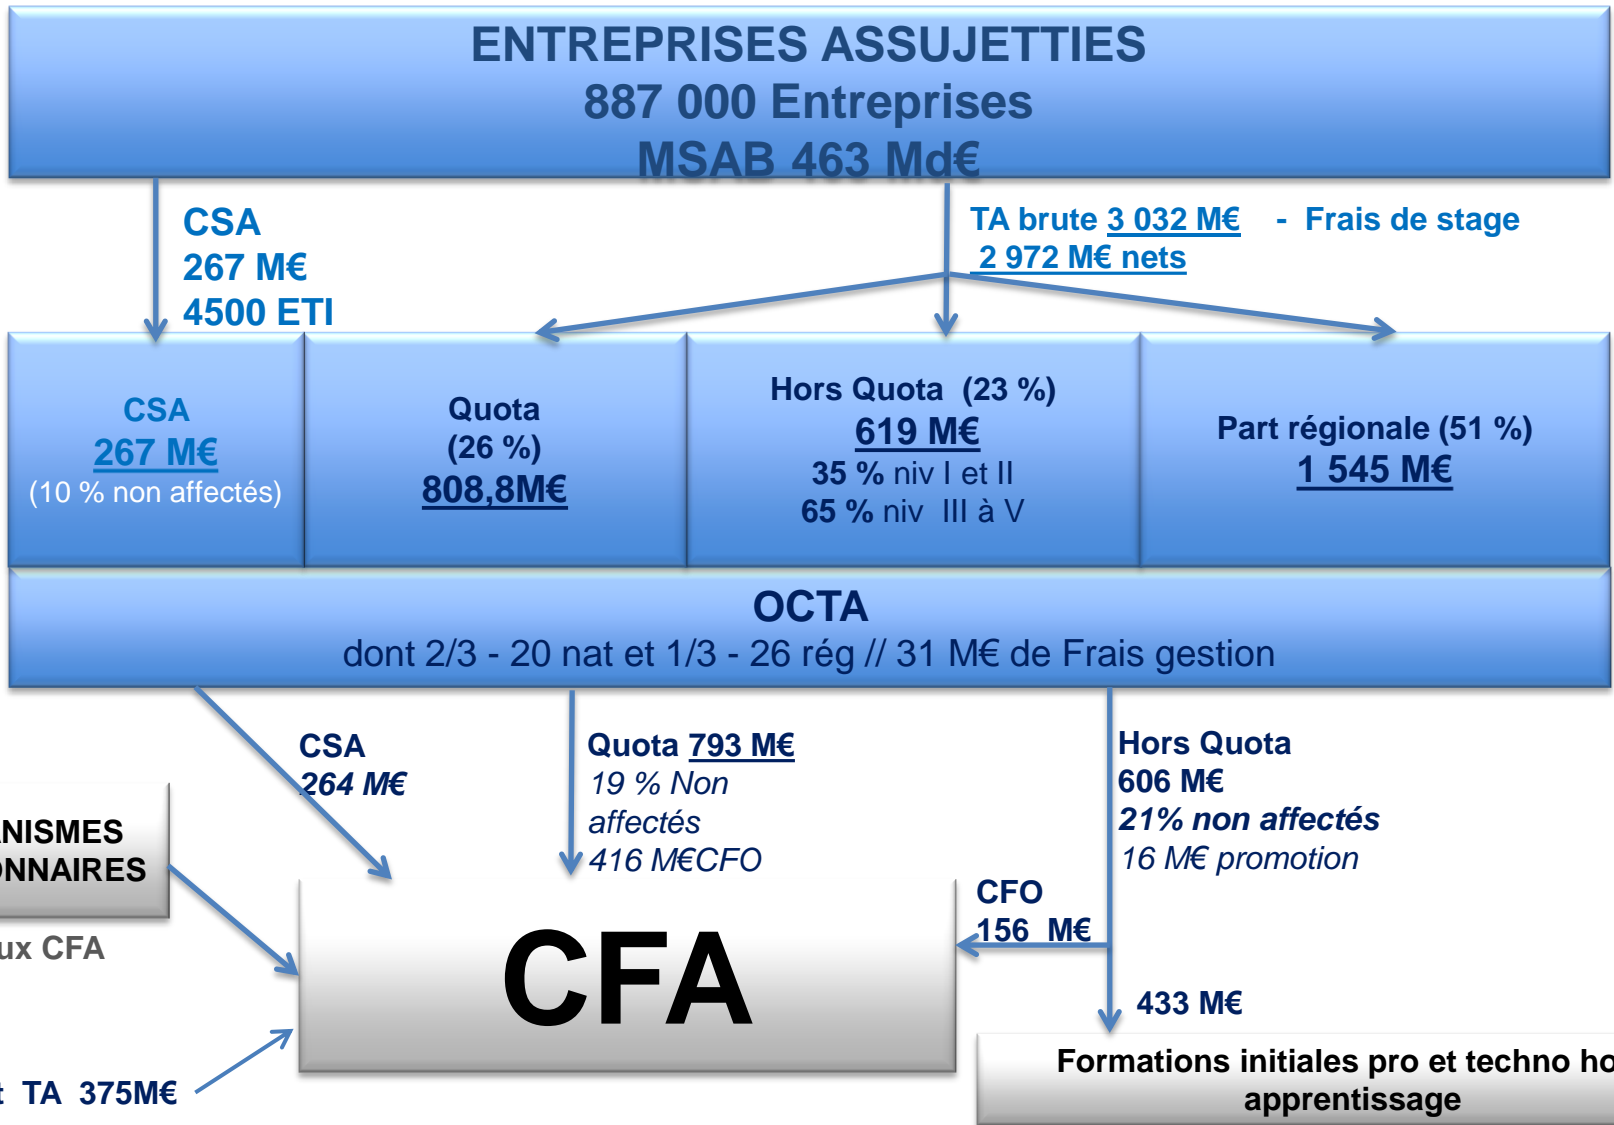 ENTREPRISES ASSUJETTIES
887 000 Entreprises
MSAB 463 Md€
CSA
267 M€
4500 ETI
TA brute 3 032 M€ - Frais de stage
2 972 M€ nets
CSA
267 M€
(10 % non affectés)
Quota
(26 %)
808,8M€
Hors Quota (23 %)
619 M€
35 % niv I et II
65 % niv III à V
Part régionale (51 %)
1 545 M€
OCTA
dont 2/3 - 20 nat et 1/3 - 26 rég // 31 M€ de Frais gestion
CSA
264 M€
Quota 793 M€
19 % Non
affectés
416 M€CFO
Hors Quota
606 M€
21% non affectés
16 M€ promotion
ANISMES
ONNAIRES
ux CFA
CFA
CFO
156 M€
433 M€
t TA 375M€
Formations initiales pro et techno ho
apprentissage